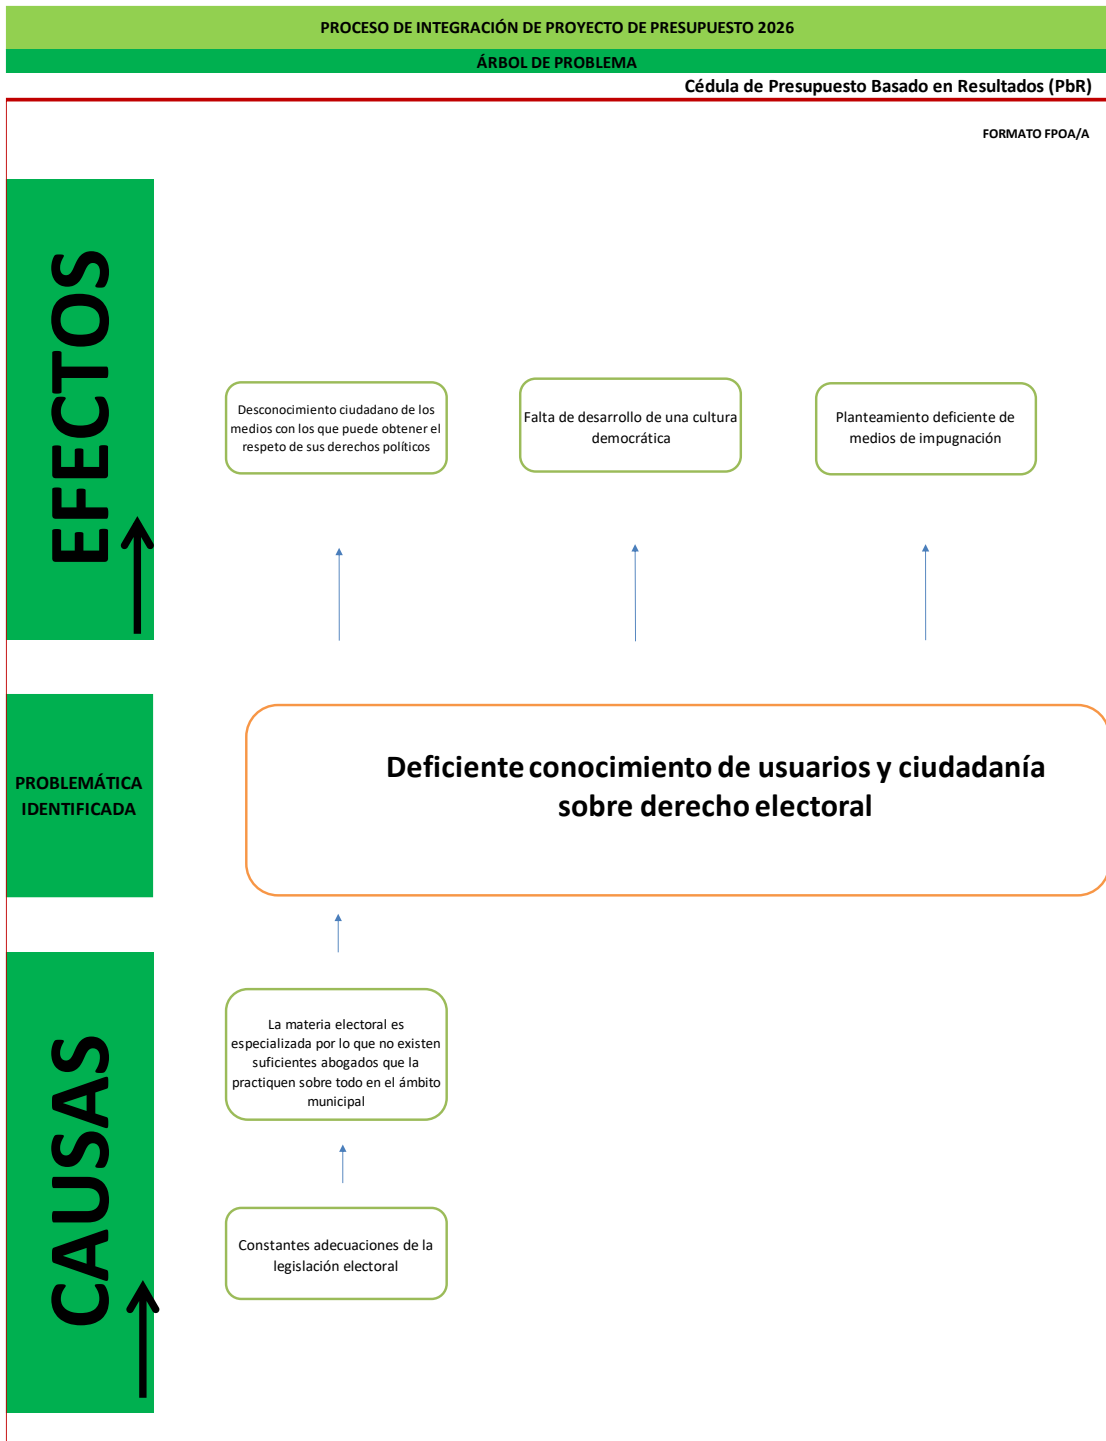 PROCESO DE INTEGRACIÓN DE PROYECTO DE PRESUPUESTO 2026
ÁRBOL DE PROBLEMA
Cédula de Presupuesto Basado en Resultados (PbR)
FORMATO FPOA/A
EFECTOS
Desconocimiento ciudadano de los
medios con los que puede obtener el
respeto de sus derechos políticos
Falta de desarrollo de una cultura
democrática
Planteamiento deficiente de
medios de impugnación
PROBLEMÁTICA
IDENTIFICADA
Deficiente conocimiento de usuarios y ciudadanía
sobre derecho electoral
CAUSAS
La materia electoral es
especializada por lo que no existen
suficientes abogados que la
practiquen sobre todo en el ámbito
municipal
Constantes adecuaciones de la
legislación electoral